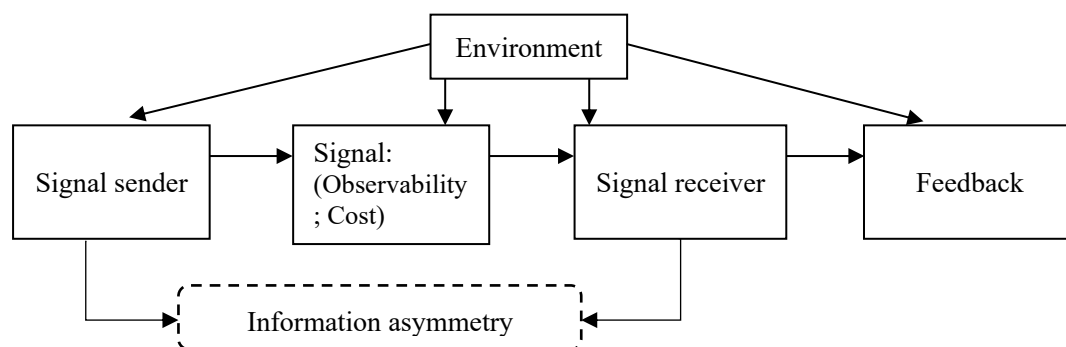 Environment
Signal sender
Signal:
(Observability
; Cost)
Signal receiver
Feedback
Information asymmetry